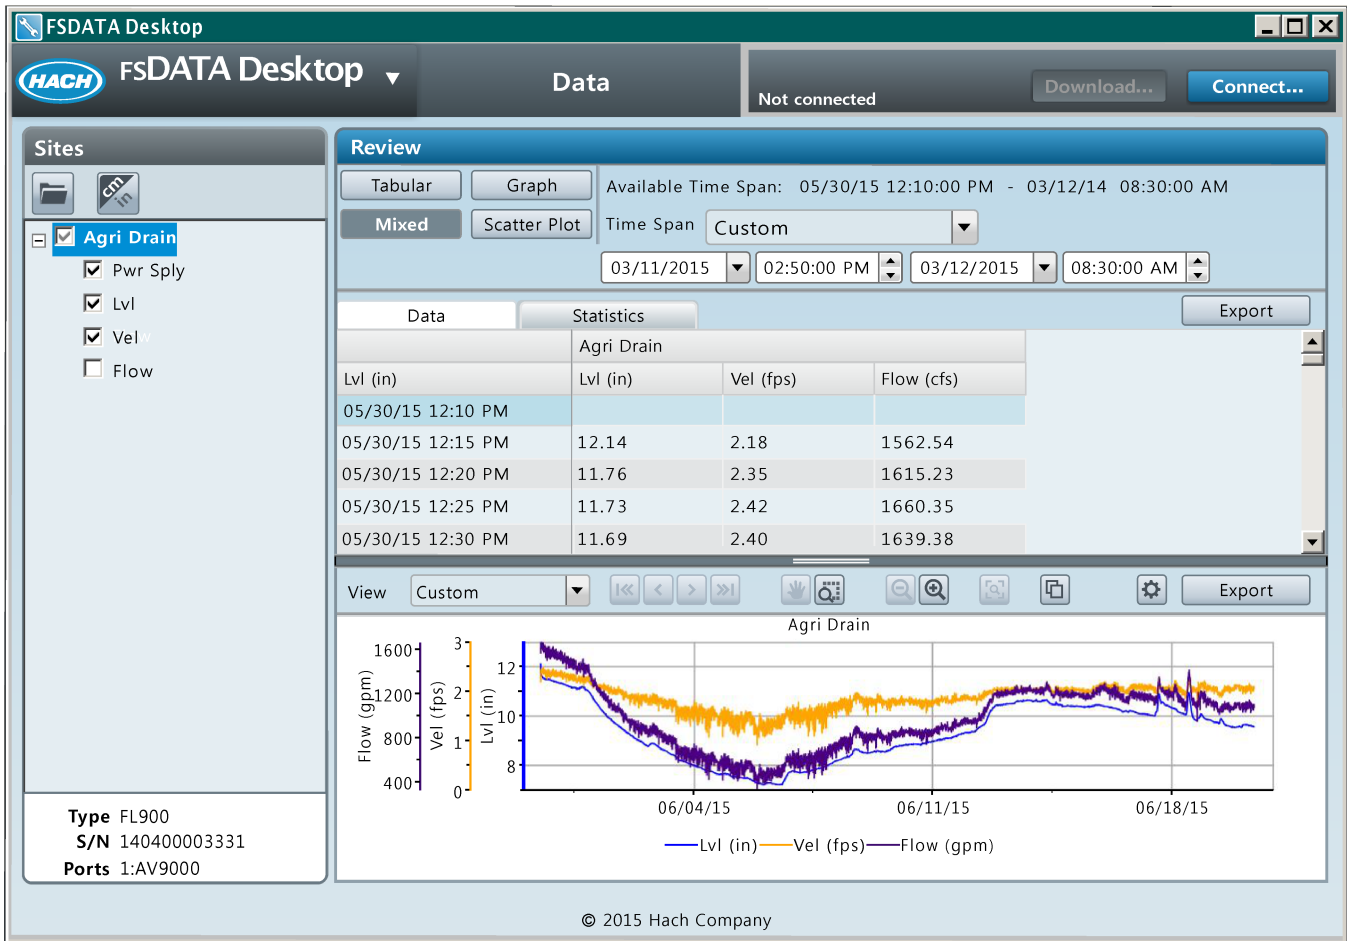 FSDATA Desktop
HACH FSDATA Desktop
Data
Not connected
Download...
Connect...
Sites
cm
in
Agri Drain
Pwr Sply
Lvl
Vel
Flow
Type FL900
S/N 140400003331
Ports 1:AV9000
Review
Tabular Graph
Mixed Scatter Plot
Available Time Span: 05/30/15 12:10:00 PM - 03/12/14 08:30:00 AM
Time Span Custom
03/11/2015 02:50:00 PM 03/12/2015 08:30:00 AM
Data Statistics Export
Agri Drain
Lvl (in) Lvl (in) Vel (fps) Flow (cfs)
05/30/15 12:10 PM
05/30/15 12:15 PM 12.14 2.18 1562.54
05/30/15 12:20 PM 11.76 2.35 1615.23
05/30/15 12:25 PM 11.73 2.42 1660.35
05/30/15 12:30 PM 11.69 2.40 1639.38
View Custom Export
Agri Drain
Flow (gpm)
1600
1200
800
400
Vel (fps)
3
2
1
0
Lvl (in)
12
10
8
06/04/15 06/11/15 06/18/15
Lvl (in) Vel (fps) Flow (gpm)
© 2015 Hach Company